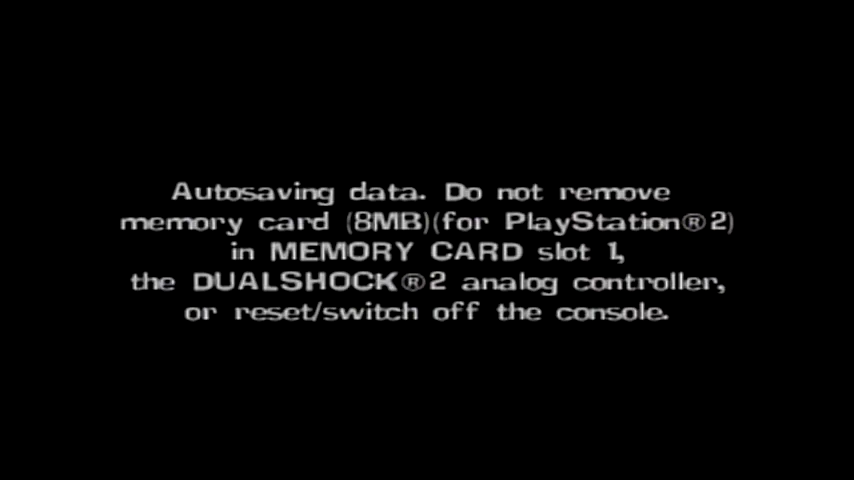 Autosaving data. Do not remove
memory card (8MB)(for PlayStation®2)
in MEMORY CARD slot 1,
the DUALSHOCK®2 analog controller,
or reset/switch off the console.